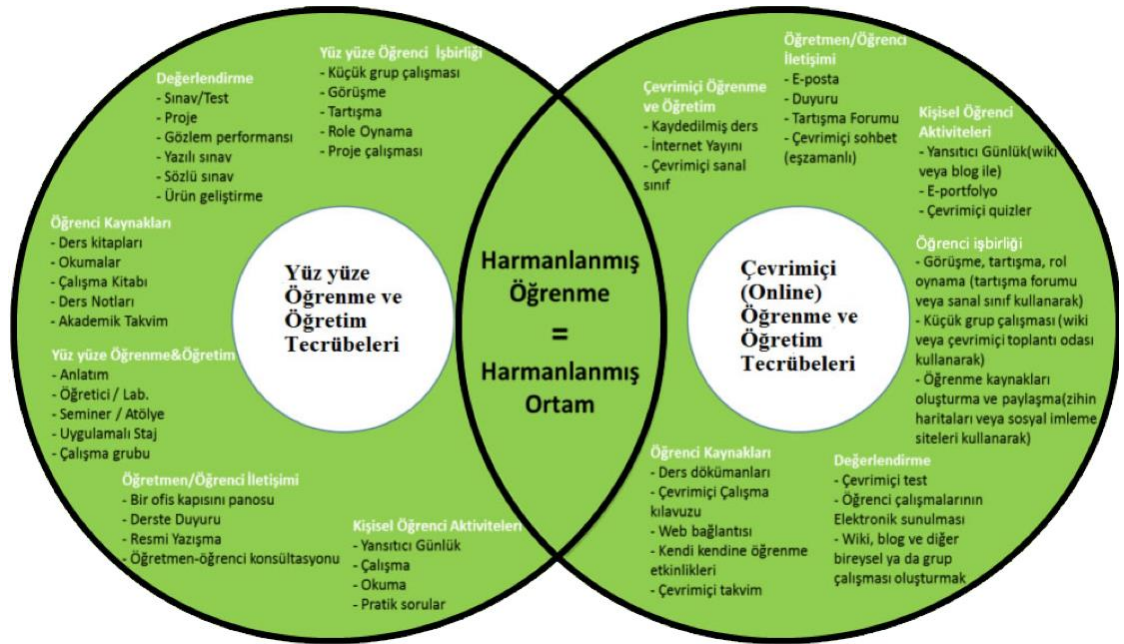 Yüz yüze Öğrenci İşbirliği
- Küçük grup çalışması
- Görüşme
- Tartışma
- Role Oynama
- Proje çalışması
Değerlendirme
- Sınav/Test
- Proje
- Gözlem performansı
- Yazılı sınav
- Sözlü sınav
- Ürün geliştirme
Öğrenci Kaynakları
- Ders kitapları
- Okumalar
- Çalışma Kitabı
- Ders Notları
- Akademik Takvim
Yüz yüze Öğrenme&Öğretim
- Anlatım
- Öğretici / Lab.
- Seminer / Atölye
- Uygulamalı Staj
- Çalışma grubu
Öğretmen/Öğrenci İletişimi
- Bir ofis kapısını panosu
- Derste Duyuru
- Resmi Yazışma
- Öğretmen-öğrenci konsültasyonu
Kişisel Öğrenci Aktiviteleri
- Yansıtıcı Günlük
- Çalışma
- Okuma
- Pratik sorular
Yüz yüze
Öğrenme ve
Öğretim
Tecrübeleri
Harmanlanmış
Öğrenme
=
Harmanlanmış
Ortam
Çevrimiçi
(Online)
Öğrenme ve
Öğretim
Tecrübeleri
Çevrimiçi Öğrenme
ve Öğretim
- Kaydedilmiş ders
- İnternet Yayını
- Çevrimiçi sanal
sınıf
Öğretmen/Öğrenci
İletişimi
- E-posta
- Duyuru
- Tartışma Forumu
- Çevrimiçi sohbet
(eşzamanlı)
Kişisel Öğrenci
Aktiviteleri
- Yansıtıcı Günlük(wiki
veya blog ile)
- E-portfolyo
- Çevrimiçi quizler
Öğrenci işbirliği
- Görüşme, tartışma, rol
oynama (tartışma forumu
veya sanal sınıf kullanarak)
- Küçük grup çalışması (wiki
veya çevrimiçi toplantı odası
kullanarak)
- Öğrenme kaynakları
oluşturma ve paylaşma(zihin
haritaları veya sosyal imleme
siteleri kullanarak)
Öğrenci Kaynakları
- Ders dökümanları
- Çevrimiçi Çalışma
kılavuzu
- Web bağlantısı
- Kendi kendine öğrenme
etkinlikleri
- Çevrimiçi takvim
Değerlendirme
- Çevrimiçi test
- Öğrenci çalışmalarının
Elektronik sunulması
- Wiki, blog ve diğer
bireysel ya da grup
çalışması oluşturmak